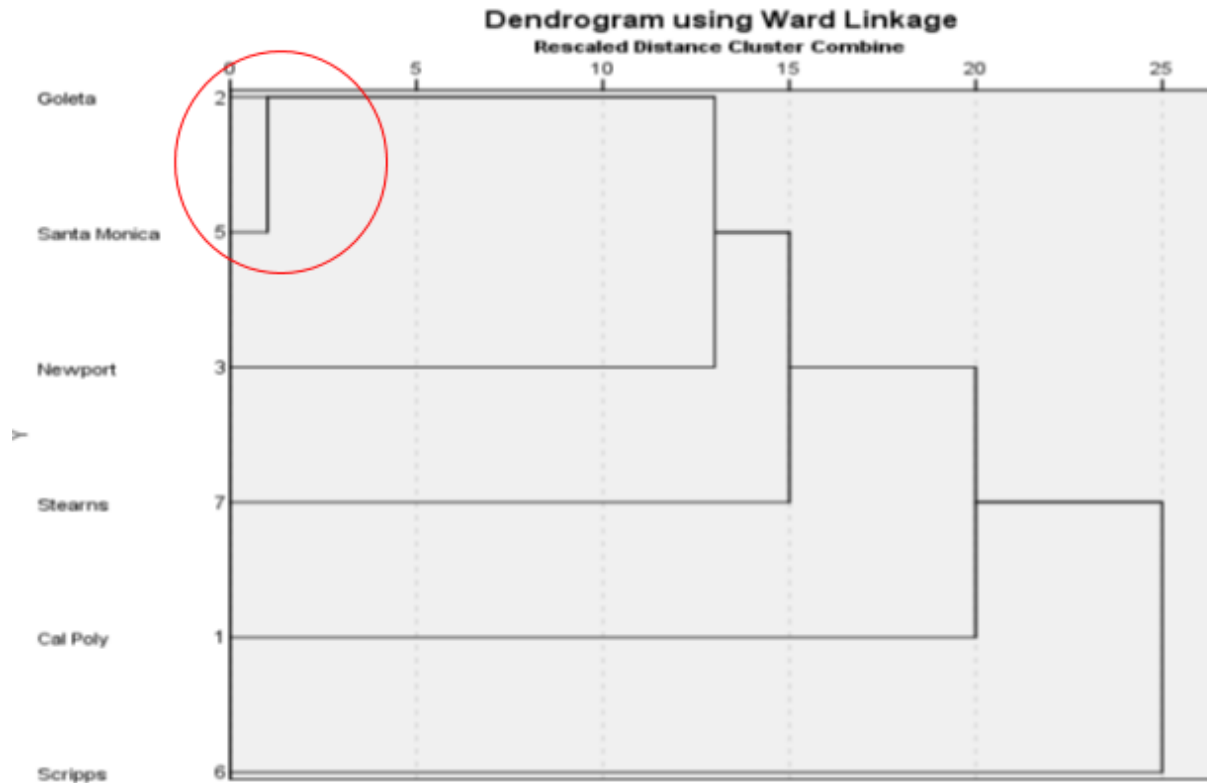 Dendrogram using Ward Linkage
Rescaled Distance Cluster Combine
0 5 10 15 20 25
Goleta 2
Santa Monica 5
Newport 3
Y
Stearns 7
Cal Poly 1
Scripps 6